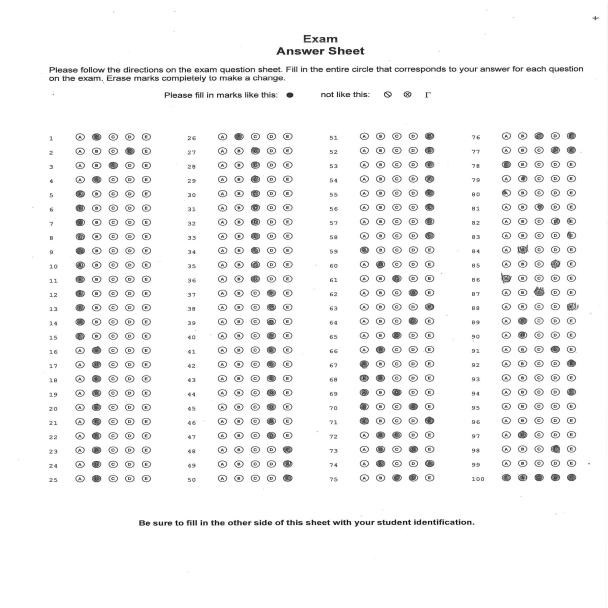 Exam
Answer Sheet
Please follow the directions on the exam question sheet. Fill in the entire circle that corresponds to your answer for each question
on the exam. Erase marks completely to make a change.
Please fill in marks like this: not like this:
1 A C D E 26 A C D E 51 A B C D 76 A B D
2 A B C E 27 A B D E 52 A B C D 77 A B C
3 A B D E 28 A B D E 53 A B C D 78 B C D E
4 A C D E 29 A B D E 54 A B C D 79 A C D E
5 B C D E 30 A B D E 55 A B C D 80 B C D E
6 B C D E 31 A B D E 56 A B C D 81 A B D E
7 B C D E 32 A B D E 57 A B C D 82 A B C E
8 B C D E 33 A B D E 58 A B C D 83 A B C D
9 B C D E 34 A B D E 59 B C D E 84 A C D E
10 B C D E 35 A B D E 60 A C D E 85 A B C E
11 B C D E 36 A B D E 61 A B D E 86 B C D E
12 B C D E 37 A B C E 62 A B C E 87 A B D E
13 B C D E 38 A B C E 63 A B C D 88 A B C D
14 B C D E 39 A B C E 64 A B C E 89 A C D E
15 B C D E 40 A B C E 65 A B D E 90 A C D E
16 A C D E 41 A B C E 66 A C D E 91 A B C E
17 A C D E 42 A B C E 67 B C D E 92 A B C D
18 A C D E 43 A B C E 68 C D E 93 A B C D E
19 A C D E 44 A B C E 69 B D E 94 A B C D
20 A C D E 45 A B C E 70 B C E 95 A B C D E
21 A C D E 46 A B C E 71 B C D 96 A B C D E
22 A C D E 47 A B C E 72 A D E 97 A C D E
23 A C D E 48 A B C D 73 A C E 98 A B C E
24 A C D E 49 A B C D 74 A C D 99 A B C D E
25 A C D E 50 A B C D 75 A B E 100
Be sure to fill in the other side of this sheet with your student identification.